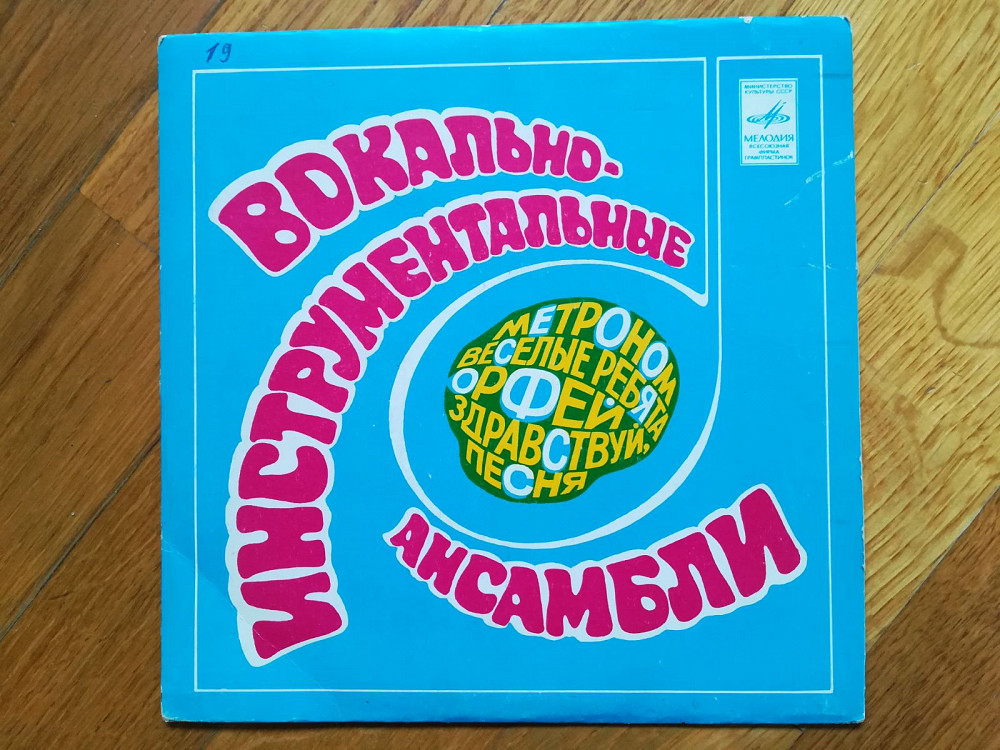 19
ВОКАЛЬНО-
ИНСТРУМЕНТАЛЬНЫЕ
АНСАМБЛИ
МЕТРОНОМ
ВЕСЕЛЫЕ РЕБЯТА
ОРФЕЙ
ЗДРАВСТВУЙ,
ПЕСНЯ
МИНИСТЕРСТВО
КУЛЬТУРЫ СССР
МЕЛОДИЯ
ВСЕСОЮЗНАЯ
ФИРМА
ГРАМПЛАСТИНОК